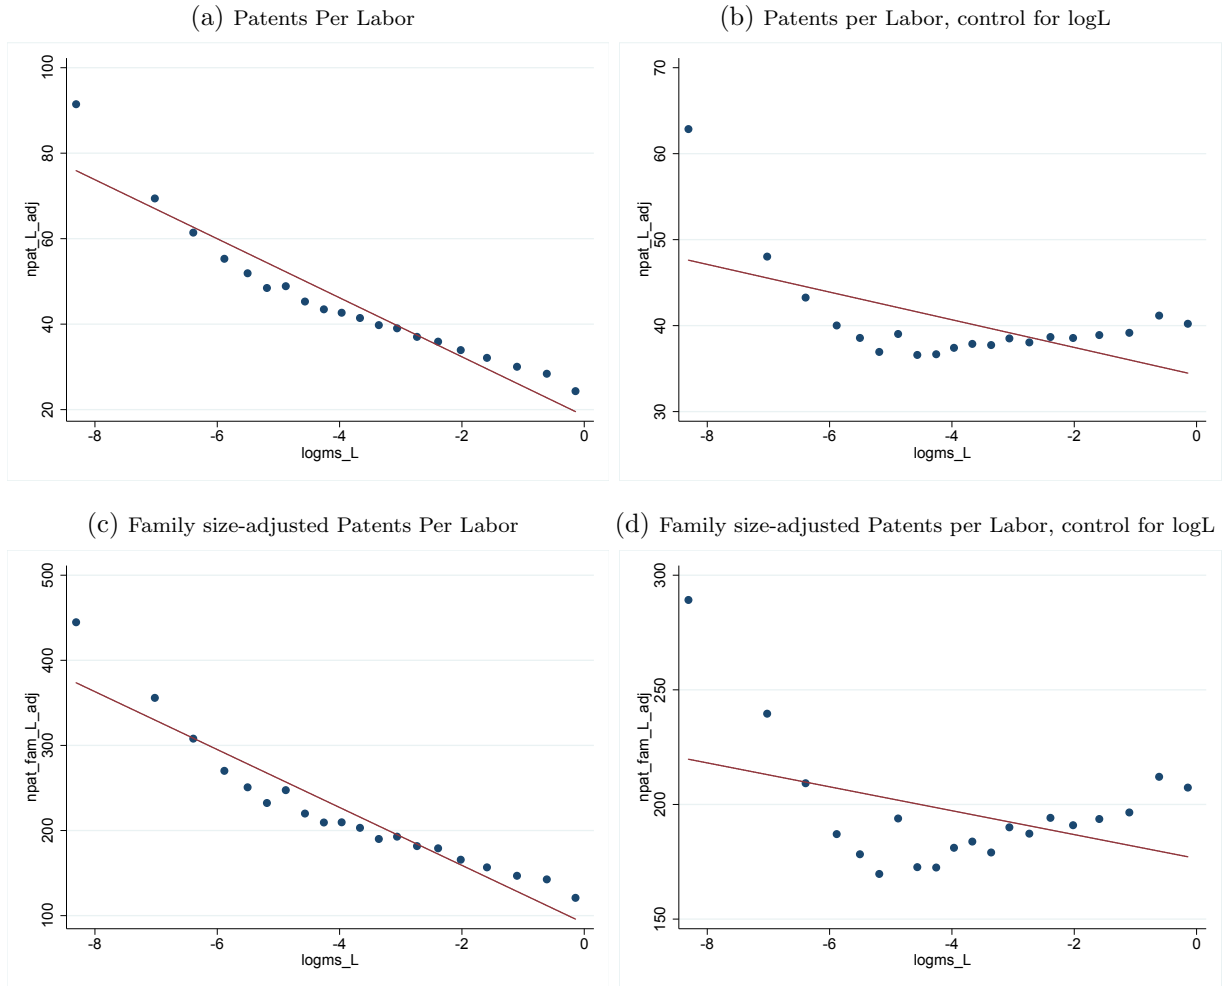 (a) Patents Per Labor
100
80
60
40
20
npat_L_adj
-8 -6 -4 -2 0
logms_L
(b) Patents per Labor, control for logL
70
60
50
40
30
npat_L_adj
-8 -6 -4 -2 0
logms_L
(c) Family size-adjusted Patents Per Labor
500
400
300
200
100
npat_fam_L_adj
-8 -6 -4 -2 0
logms_L
(d) Family size-adjusted Patents per Labor, control for logL
300
250
200
150
npat_fam_L_adj
-8 -6 -4 -2 0
logms_L